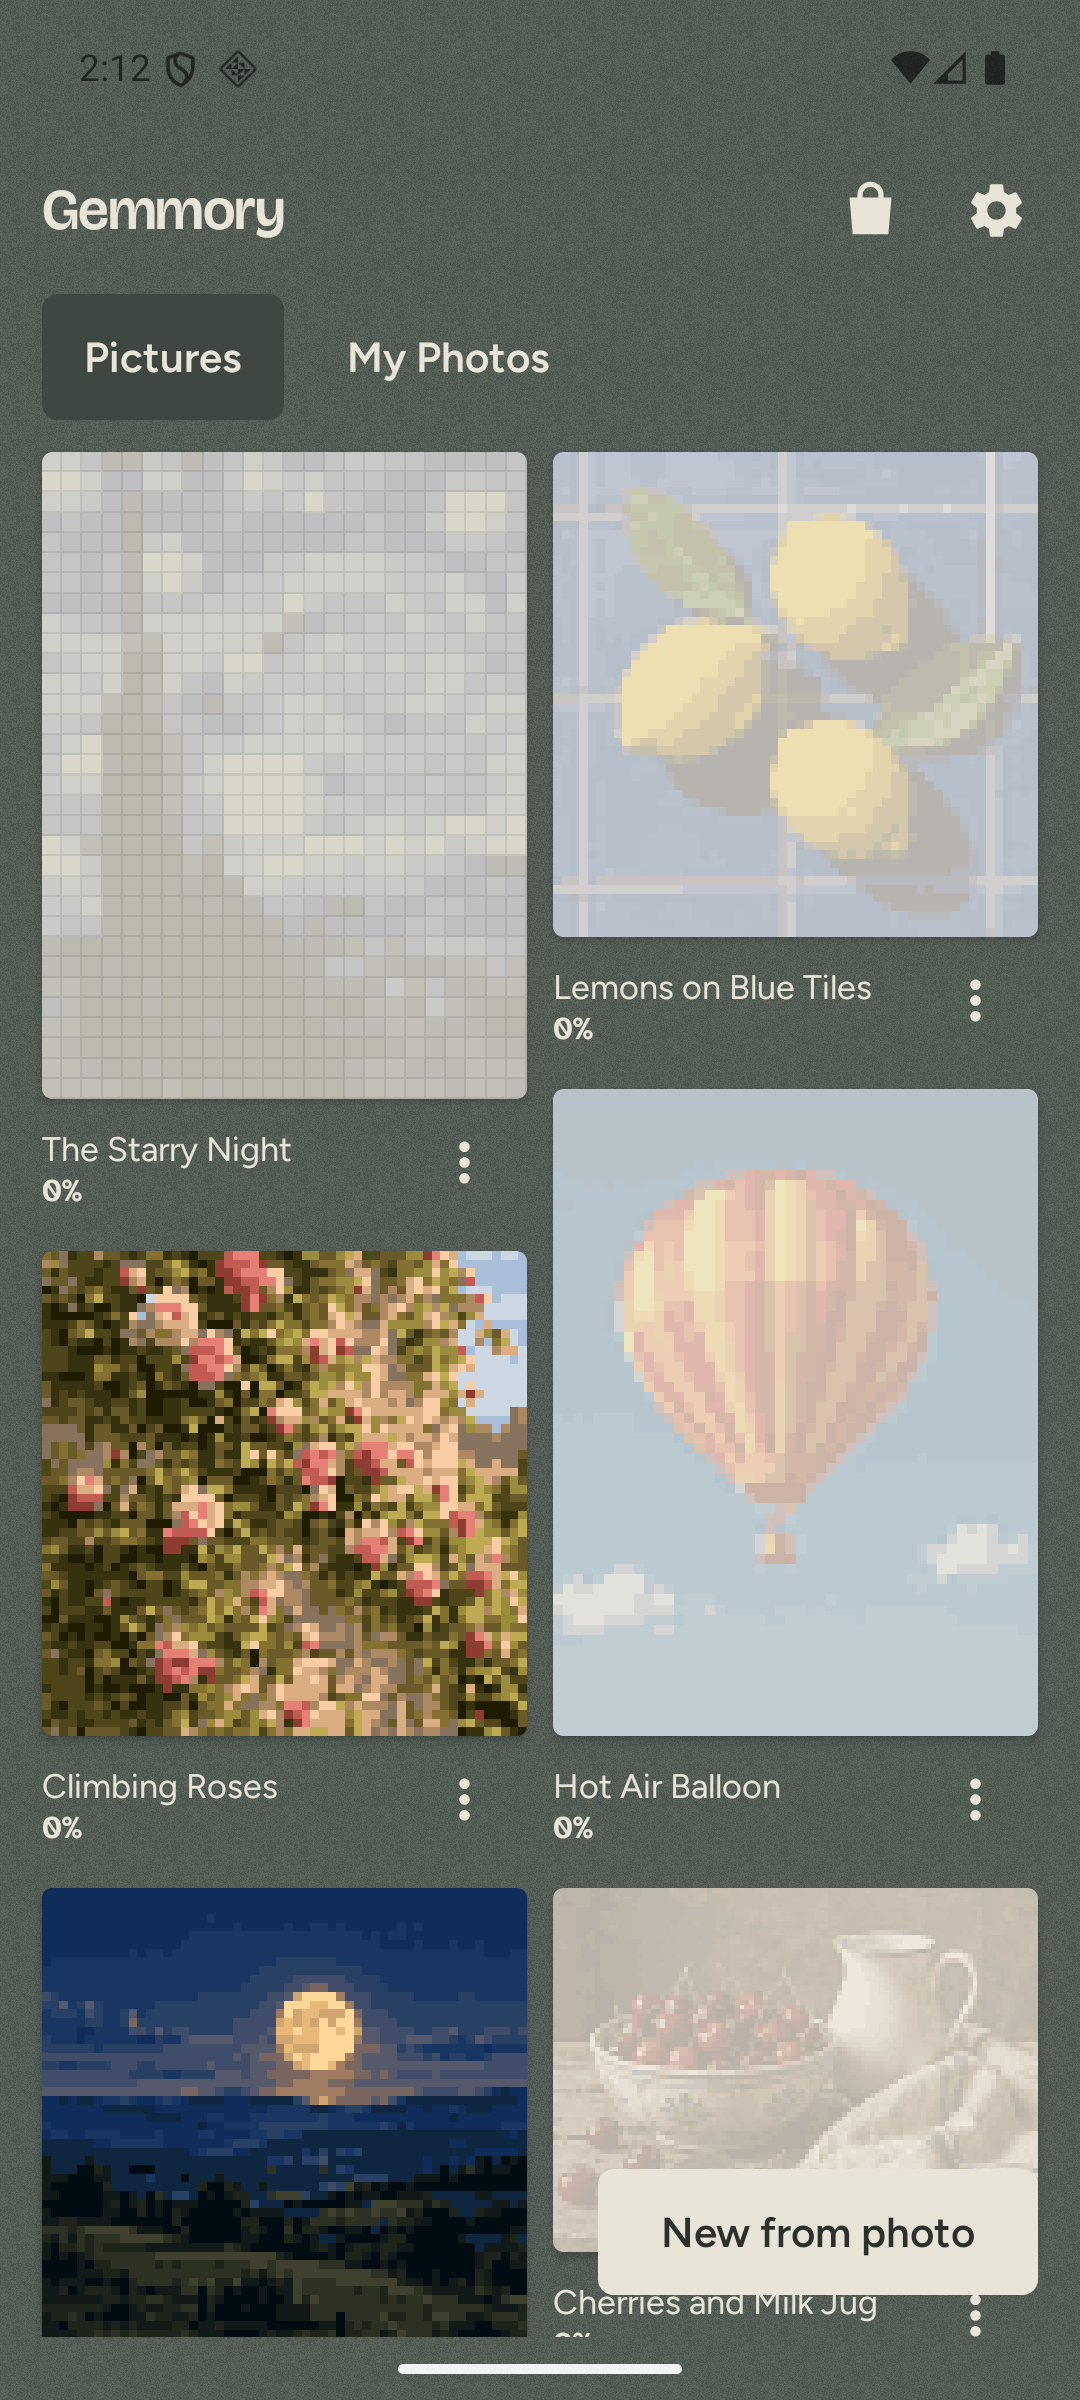 2:12
Gemmory
Pictures
My Photos
The Starry Night
0%
Lemons on Blue Tiles
0%
Climbing Roses
0%
Hot Air Balloon
0%
New from photo
Cherries and Milk Jug